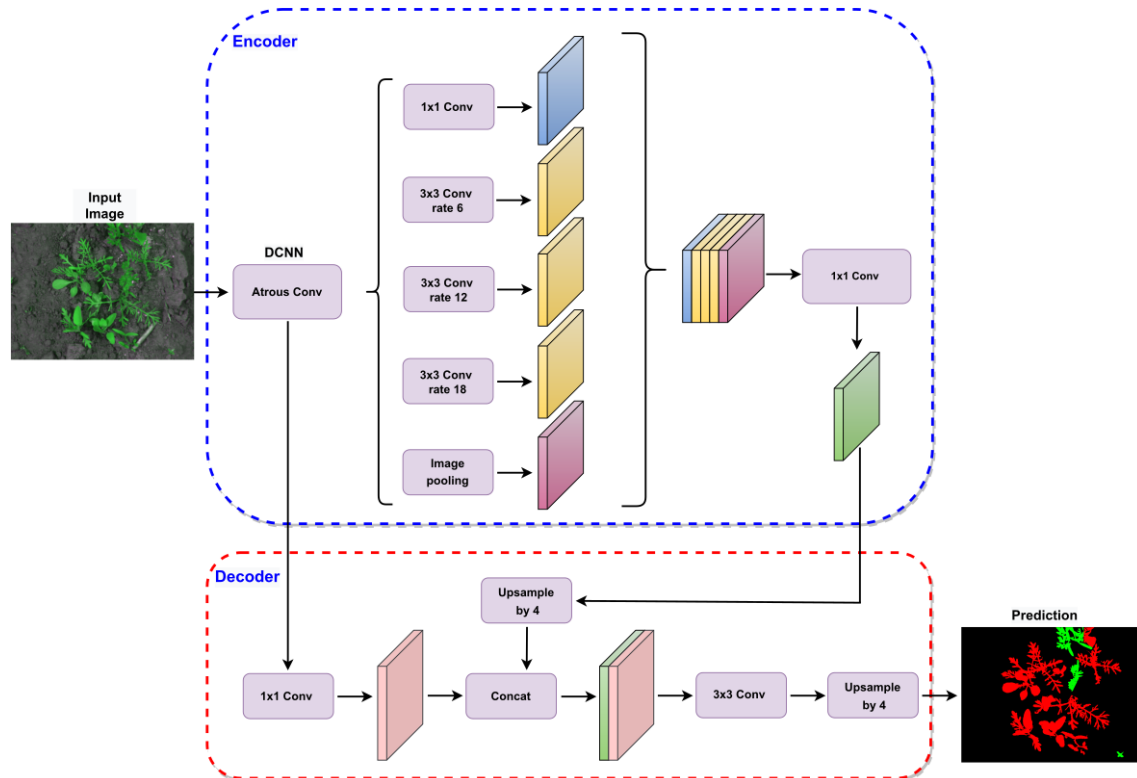 Encoder
Input
Image
DCNN
Atrous Conv
1x1 Conv
3x3 Conv
rate 6
3x3 Conv
rate 12
3x3 Conv
rate 18
Image
pooling
1x1 Conv
Decoder
Upsample
by 4
1x1 Conv
Concat
3x3 Conv
Upsample
by 4
Prediction